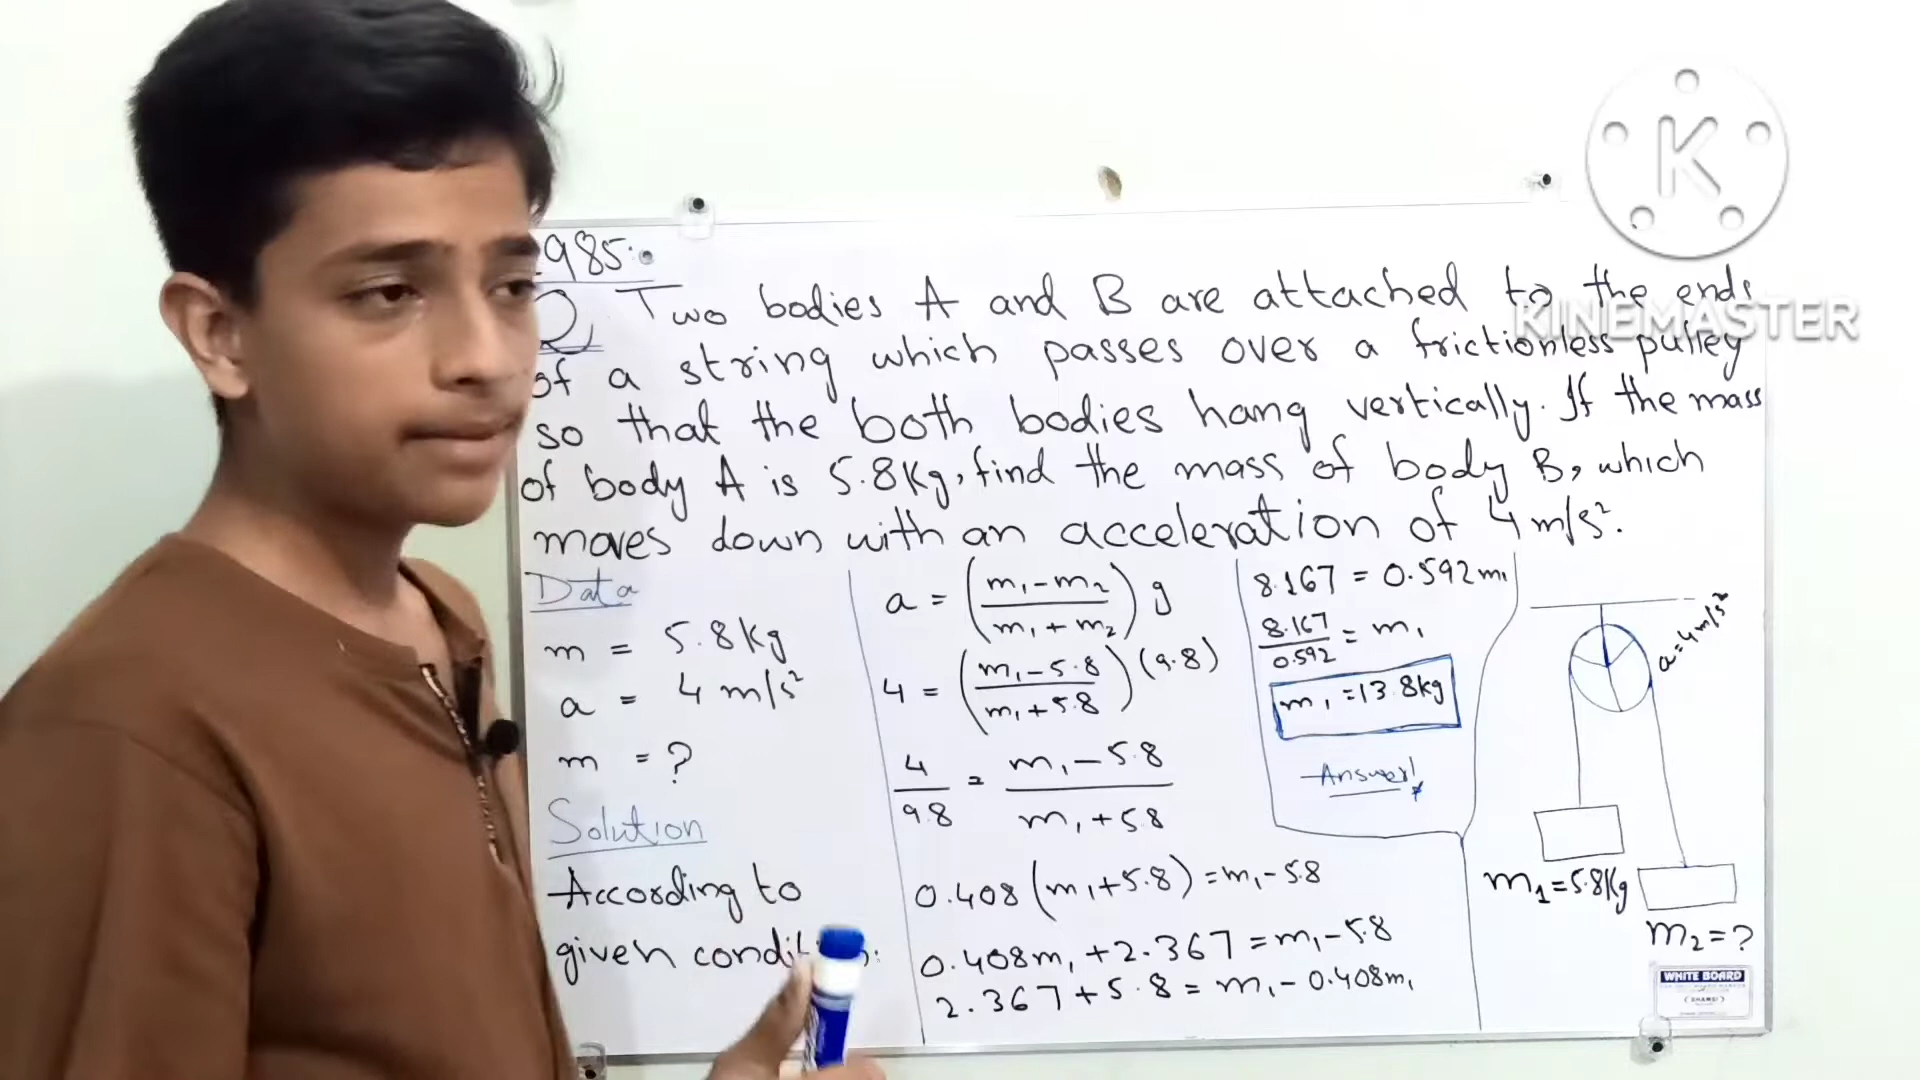 985:
Q Two bodies A and B are attached to the ends
of a string which passes over a frictionless pulley
so that the both bodies hang vertically. If the mass
of body A is 5.8Kg, find the mass of body B, which
moves down with an acceleration of 4 m/s².
Data
m = 5.8kg
a = 4 m/s²
m = ?
Solution
According to
given condit
a = (m₁ - m₂ / m₁ + m₂) g
4 = (m₁ - 5.8 / m₁ + 5.8) (9.8)
4 / 9.8 = m₁ - 5.8 / m₁ + 5.8
0.408 (m₁ + 5.8) = m₁ - 5.8
0.408m₁ + 2.367 = m₁ - 5.8
2.367 + 5.8 = m₁ - 0.408m₁
8.167 = 0.592m₁
8.167 / 0.592 = m₁
m₁ = 13.8kg
Answer!
a = 4 m/s²
m₁ = 5.8Kg
m₂ = ?
WHITE BOARD
K
KINEMASTER